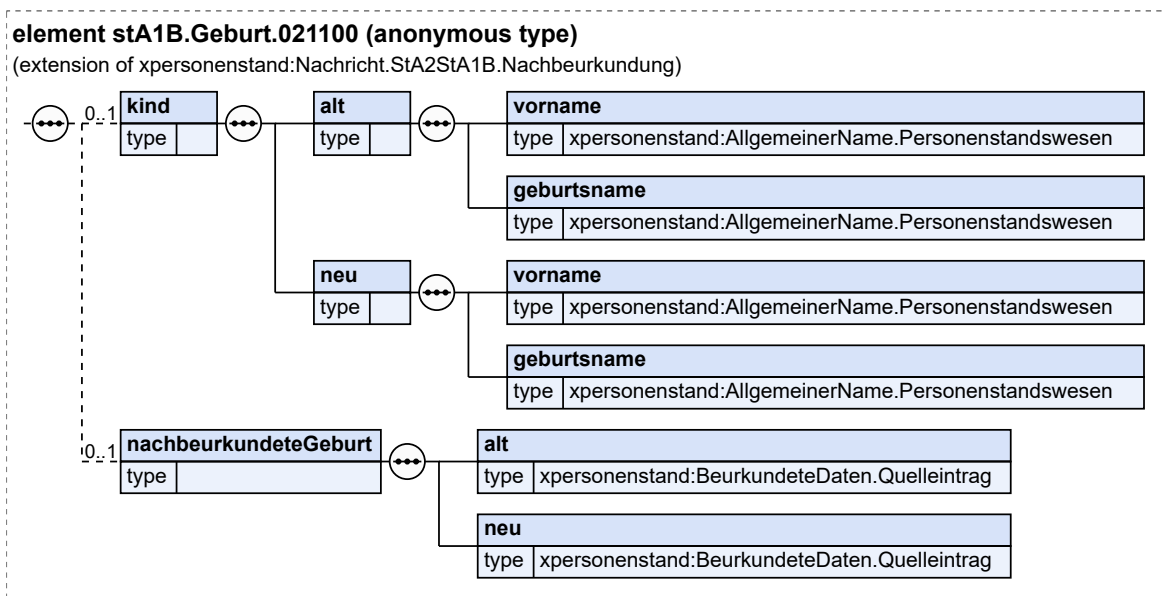 element stA1B.Geburt.021100 (anonymous type)
(extension of xpersonenstand:Nachricht.StA2StA1B.Nachbeurkundung)
0..1
kind
type
alt
type
vorname
type xpersonenstand:AllgemeinerName.Personenstandswesen
geburtsname
type xpersonenstand:AllgemeinerName.Personenstandswesen
neu
type
vorname
type xpersonenstand:AllgemeinerName.Personenstandswesen
geburtsname
type xpersonenstand:AllgemeinerName.Personenstandswesen
0..1
nachbeurkundeteGeburt
type
alt
type xpersonenstand:BeurkundeteDaten.Quelleintrag
neu
type xpersonenstand:BeurkundeteDaten.Quelleintrag